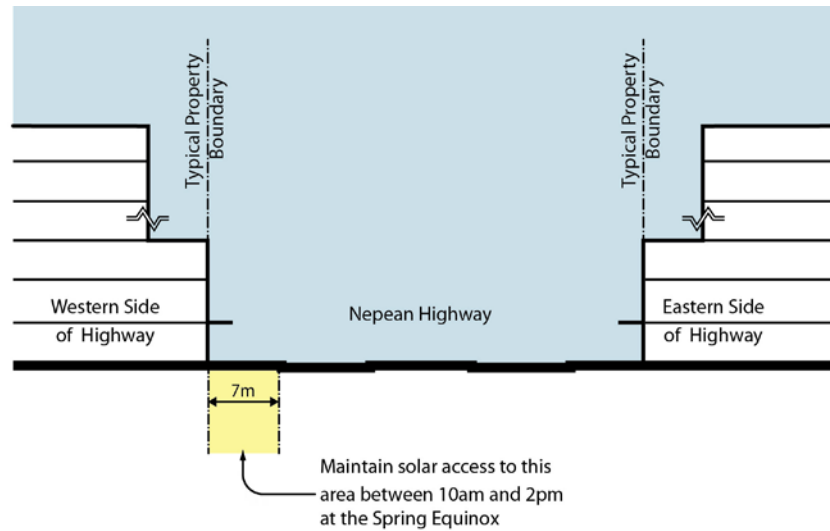 Typical Property
Boundary
Typical Property
Boundary
Western Side
of Highway
Nepean Highway
Eastern Side
of Highway
7m
Maintain solar access to this
area between 10am and 2pm
at the Spring Equinox